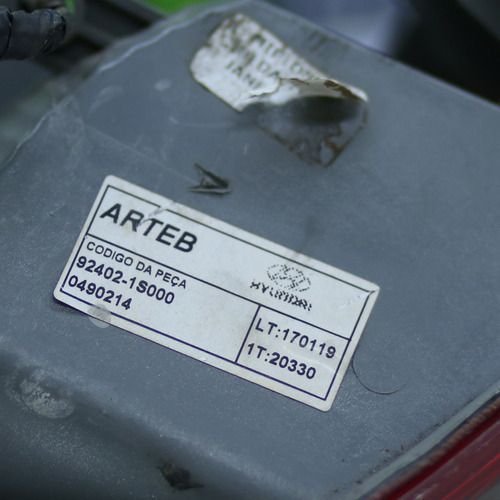 ARTEB
CODIGO DA PEÇA
92402-1S000
0490214
HYUNDAI
LT:170119
1T:20330